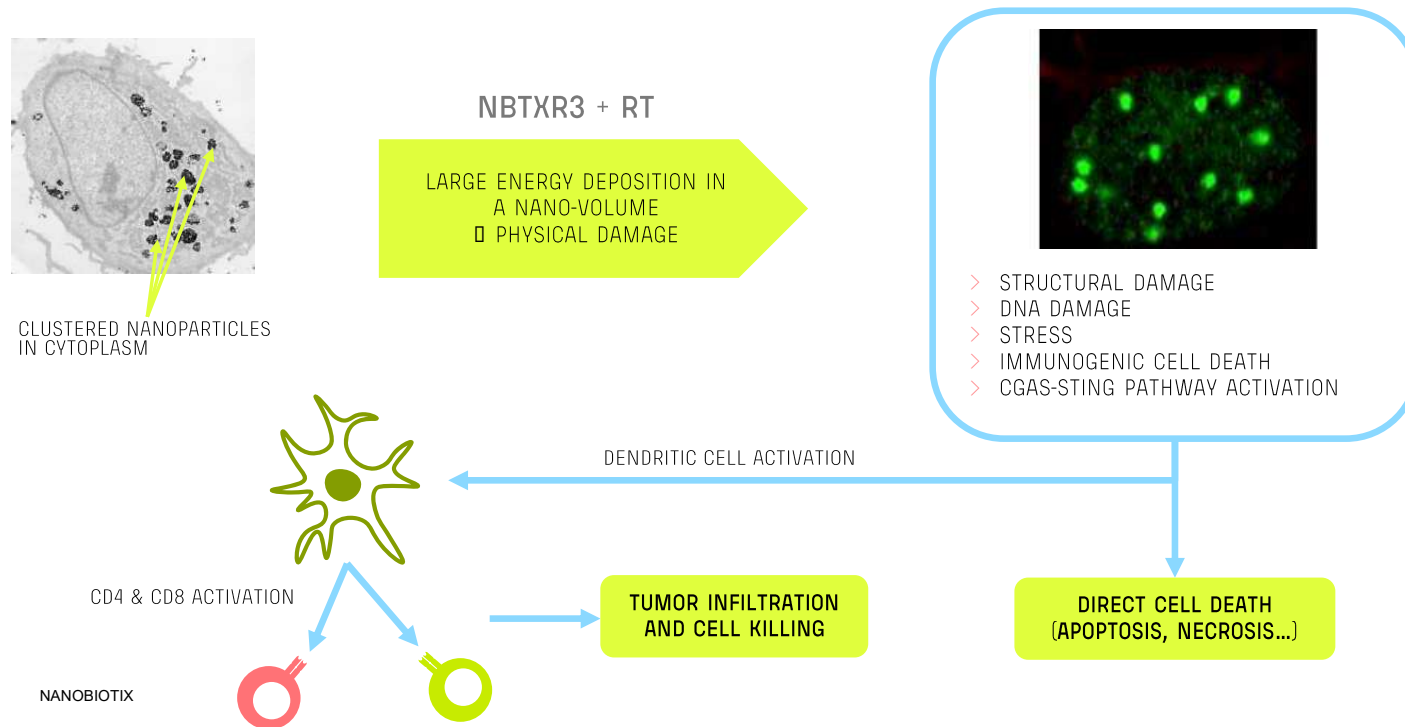 NBTXR3 + RT
LARGE ENERGY DEPOSITION IN
A NANO-VOLUME
▯ PHYSICAL DAMAGE
CLUSTERED NANOPARTICLES
IN CYTOPLASM
> STRUCTURAL DAMAGE
> DNA DAMAGE
> STRESS
> IMMUNOGENIC CELL DEATH
> CGAS-STING PATHWAY ACTIVATION
DENDRITIC CELL ACTIVATION
CD4 & CD8 ACTIVATION
TUMOR INFILTRATION
AND CELL KILLING
DIRECT CELL DEATH
(APOPTOSIS, NECROSIS...)
NANOBIOTIX